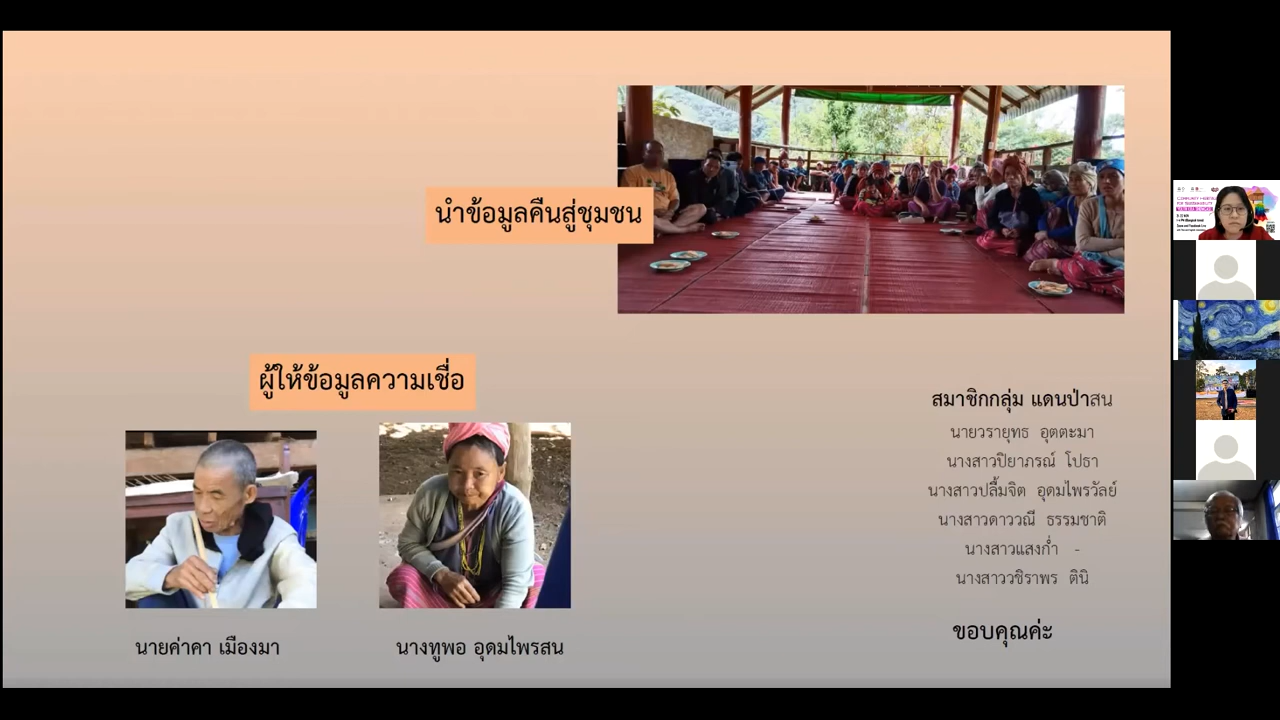 นำข้อมูลคืนสู่ชุมชน
ผู้ให้ข้อมูลความเชื่อ
นายค่าคา เมืองมา
นางทูพอ อุดมไพรสน
สมาชิกกลุ่ม แดนป่าสน
นายวรายุทธ อุตตะมา
นางสาวปิยาภรณ์ โปธา
นางสาวปลื้มจิต อุดมไพรวัลย์
นางสาวดาววณี ธรรมชาติ
นางสาวแสงก่ำ -
นางสาววชิราพร ตินิ
ขอบคุณค่ะ